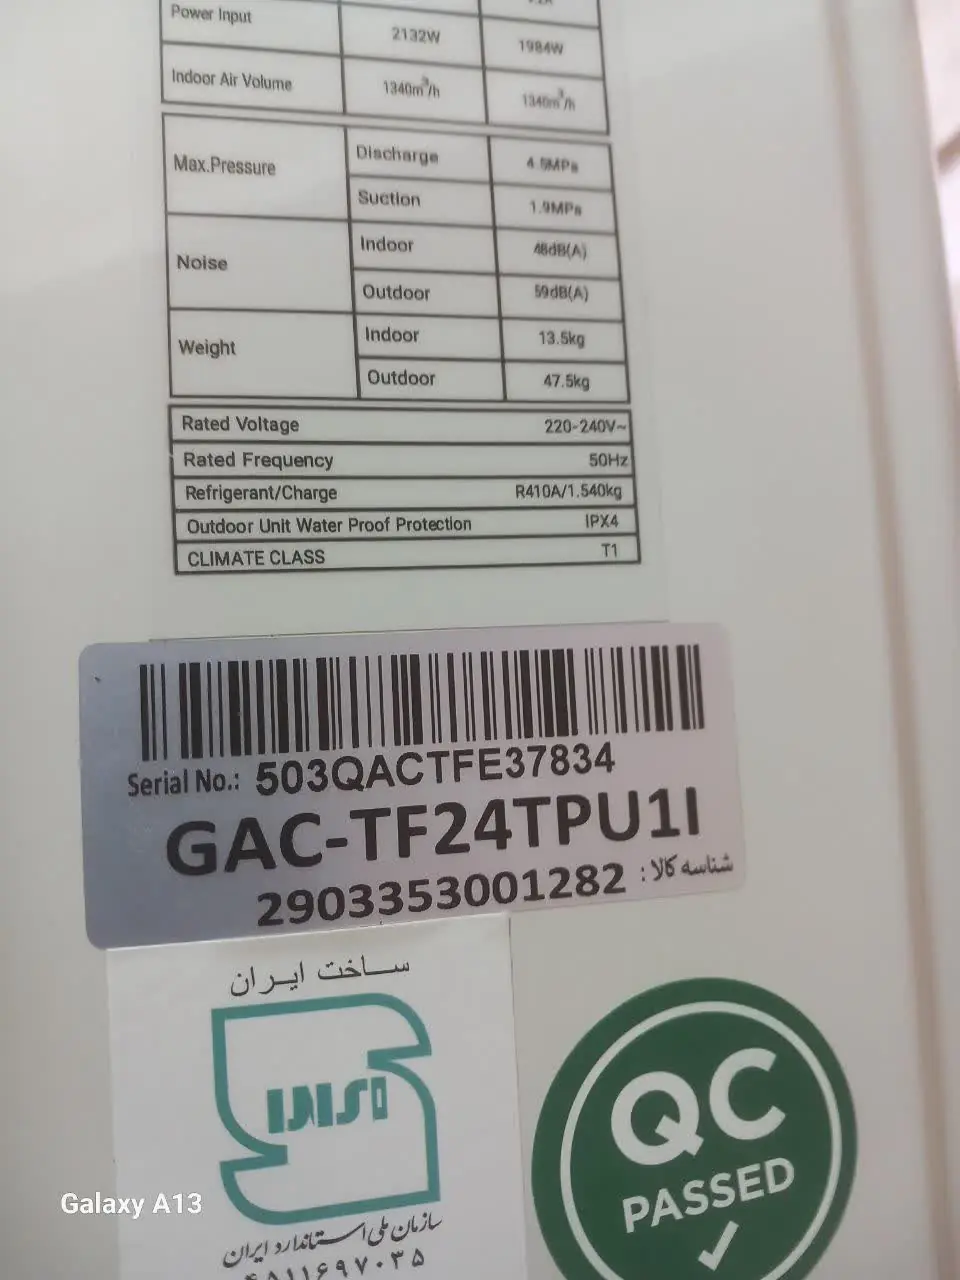 Power Input 2132W 1984W
Indoor Air Volume 1340m³/h 1340m³/h
Max.Pressure Discharge 4.5MPa
Suction 1.9MPa
Noise Indoor 48dB(A)
Outdoor 59dB(A)
Weight Indoor 13.5kg
Outdoor 47.5kg
Rated Voltage 220-240V~
Rated Frequency 50Hz
Refrigerant/Charge R410A/1.540kg
Outdoor Unit Water Proof Protection IPX4
CLIMATE CLASS T1
Serial No.: 503QACTFE37834
GAC-TF24TPU1I
شناسه کالا: 2903353001282
ساخت ایران
QC
PASSED
سازمان ملی استاندارد ایران
Galaxy A13